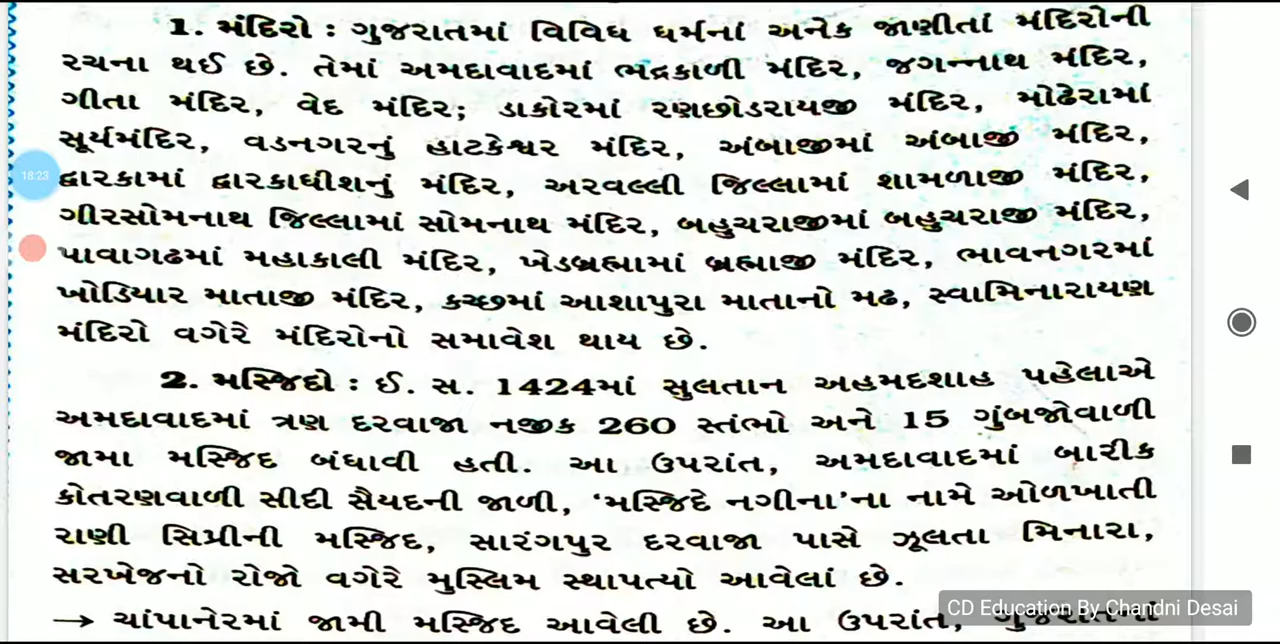 1. મંદિરો : ગુજરાતમાં વિવિધ ધર્મનાં અનેક જાણીતાં મંદિરોની
રચના થઈ છે. તેમાં અમદાવાદમાં ભદ્રકાળી મંદિર, જગન્નાથ મંદિર,
ગીતા મંદિર, વેદ મંદિર; ડાકોરમાં રણછોડરાયજી મંદિર, મોઢેરામાં
સૂર્યમંદિર, વડનગરનું હાટકેશ્વર મંદિર, અંબાજીમાં અંબાજી મંદિર,
18:23
દ્વારકામાં દ્વારકાધીશનું મંદિર, અરવલ્લી જિલ્લામાં શામળાજી મંદિર,
ગીરસોમનાથ જિલ્લામાં સોમનાથ મંદિર, બહુચરાજીમાં બહુચરાજી મંદિર,
પાવાગઢમાં મહાકાલી મંદિર, ખેડબ્રહ્મામાં બ્રહ્માજી મંદિર, ભાવનગરમાં
ખોડિયાર માતાજી મંદિર, કચ્છમાં આશાપુરા માતાનો મઢ, સ્વામિનારાયણ
મંદિરો વગેરે મંદિરોનો સમાવેશ થાય છે.
2. મસ્જિદો : ઈ. સ. 1424માં સુલતાન અહમદશાહ પહેલાએ
અમદાવાદમાં ત્રણ દરવાજા નજીક 260 સ્તંભો અને 15 ગુંબજોવાળી
જામા મસ્જિદ બંધાવી હતી. આ ઉપરાંત, અમદાવાદમાં બારીક
કોતરણવાળી સીદી સૈયદની જાળી, ‘મસ્જિદે નગીના’ના નામે ઓળખાતી
રાણી સિપ્રીની મસ્જિદ, સારંગપુર દરવાજા પાસે ઝૂલતા મિનારા,
સરખેજનો રોજો વગેરે મુસ્લિમ સ્થાપત્યો આવેલાં છે.
→ ચાંપાનેરમાં જામી મસ્જિદ આવેલી છે. આ ઉપરાંત, ગુજરાતના
CD Education By Chandni Desai